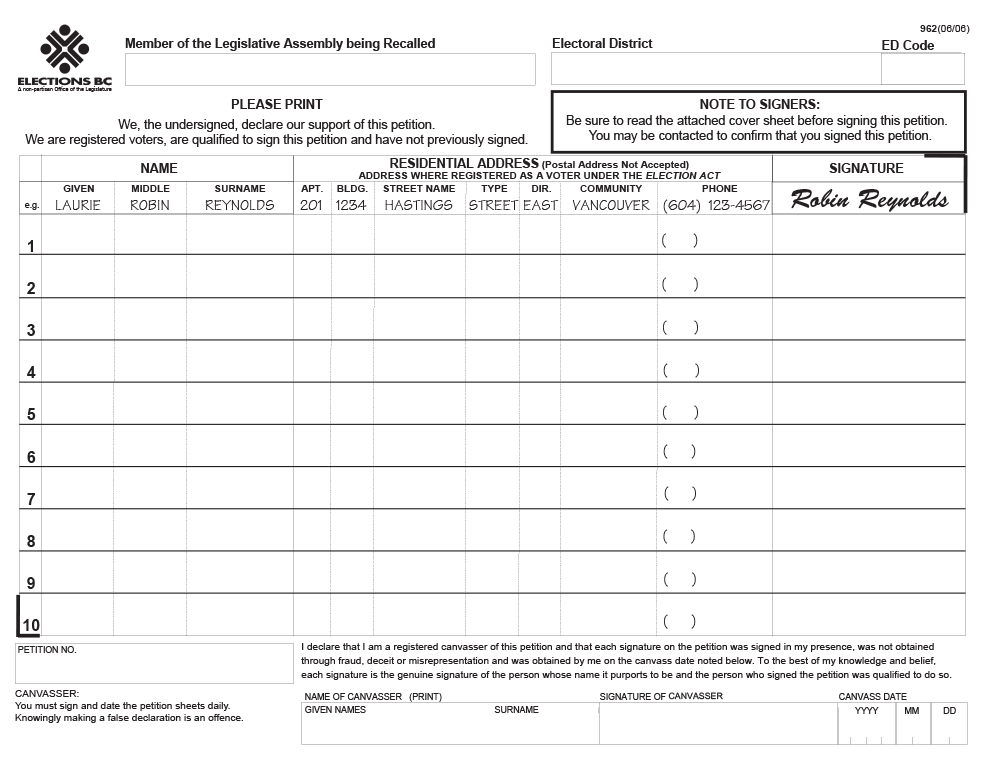 962(06/06)
Member of the Legislative Assembly being Recalled
Electoral District
ED Code
ELECTIONS BC
A non-partisan Office of the Legislature
PLEASE PRINT
We, the undersigned, declare our support of this petition.
We are registered voters, are qualified to sign this petition and have not previously signed.
NOTE TO SIGNERS:
Be sure to read the attached cover sheet before signing this petition.
You may be contacted to confirm that you signed this petition.
NAME
RESIDENTIAL ADDRESS (Postal Address Not Accepted)
ADDRESS WHERE REGISTERED AS A VOTER UNDER THE ELECTION ACT
SIGNATURE
GIVEN MIDDLE SURNAME APT. BLDG. STREET NAME TYPE DIR. COMMUNITY PHONE
e.g. LAURIE ROBIN REYNOLDS 201 1234 HASTINGS STREET EAST VANCOUVER (604) 123-4567 Robin Reynolds
1 ( )
2 ( )
3 ( )
4 ( )
5 ( )
6 ( )
7 ( )
8 ( )
9 ( )
10 ( )
PETITION NO.
I declare that I am a registered canvasser of this petition and that each signature on the petition was signed in my presence, was not obtained
through fraud, deceit or misrepresentation and was obtained by me on the canvass date noted below. To the best of my knowledge and belief,
each signature is the genuine signature of the person whose name it purports to be and the person who signed the petition was qualified to do so.
CANVASSER:
You must sign and date the petition sheets daily.
Knowingly making a false declaration is an offence.
NAME OF CANVASSER (PRINT) SIGNATURE OF CANVASSER CANVASS DATE
GIVEN NAMES SURNAME YYYY MM DD